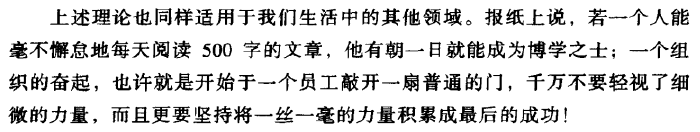 上述理论也同样适用于我们生活中的其他领域。报纸上说，若一个人能
毫不懈怠地每天阅读 500 字的文章，他有朝一日就能成为博学之士；一个组
织的奋起，也许就是开始于一个员工敲开一扇普通的门，千万不要轻视了细
微的力量，而且更要坚持将一丝一毫的力量积累成最后的成功！